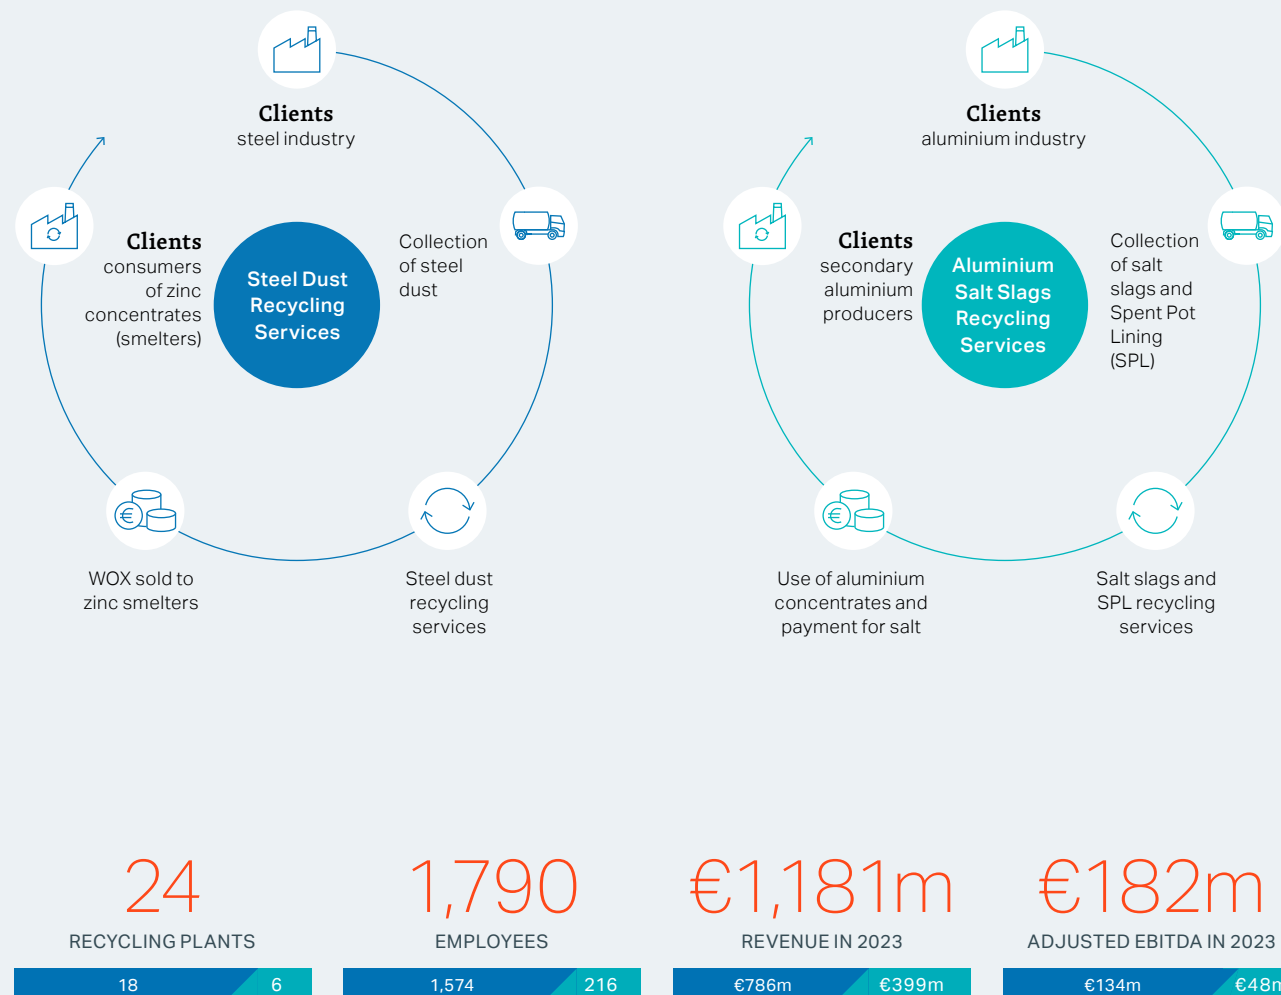 Clients
steel industry
Collection
of steel
dust
Steel dust
recycling
services
WOX sold to
zinc smelters
Clients
consumers
of zinc
concentrates
(smelters)
Steel Dust
Recycling
Services
Clients
aluminium industry
Collection
of salt
slags and
Spent Pot
Lining
(SPL)
Salt slags and
SPL recycling
services
Use of aluminium
concentrates and
payment for salt
Clients
secondary
aluminium
producers
Aluminium
Salt Slags
Recycling
Services
24
RECYCLING PLANTS
18 6
1,790
EMPLOYEES
1,574 216
€1,181m
REVENUE IN 2023
€786m €399m
€182m
ADJUSTED EBITDA IN 2023
€134m €48m